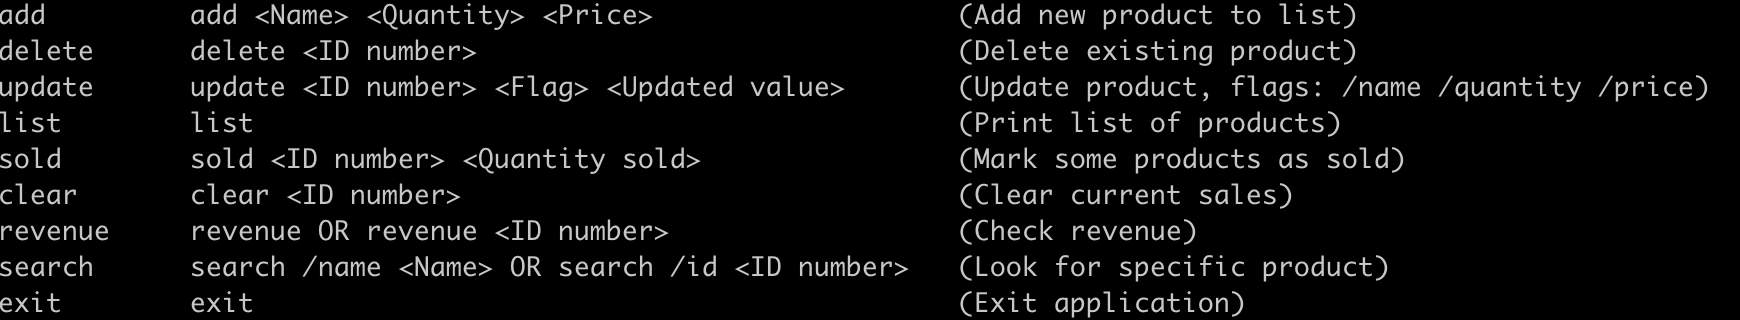 add add <Name> <Quantity> <Price> (Add new product to list)
delete delete <ID number> (Delete existing product)
update update <ID number> <Flag> <Updated value> (Update product, flags: /name /quantity /price)
list list (Print list of products)
sold sold <ID number> <Quantity sold> (Mark some products as sold)
clear clear <ID number> (Clear current sales)
revenue revenue OR revenue <ID number> (Check revenue)
search search /name <Name> OR search /id <ID number> (Look for specific product)
exit exit (Exit application)